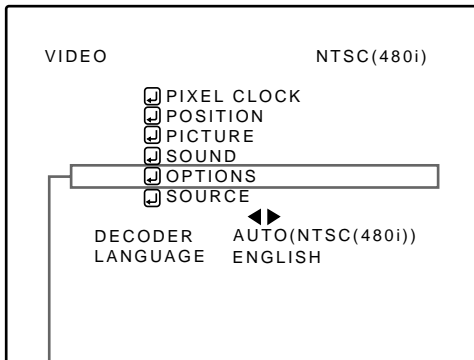 VIDEO NTSC(480i)
PIXEL CLOCK
POSITION
PICTURE
SOUND
OPTIONS
SOURCE
DECODER AUTO(NTSC(480i))
LANGUAGE ENGLISH